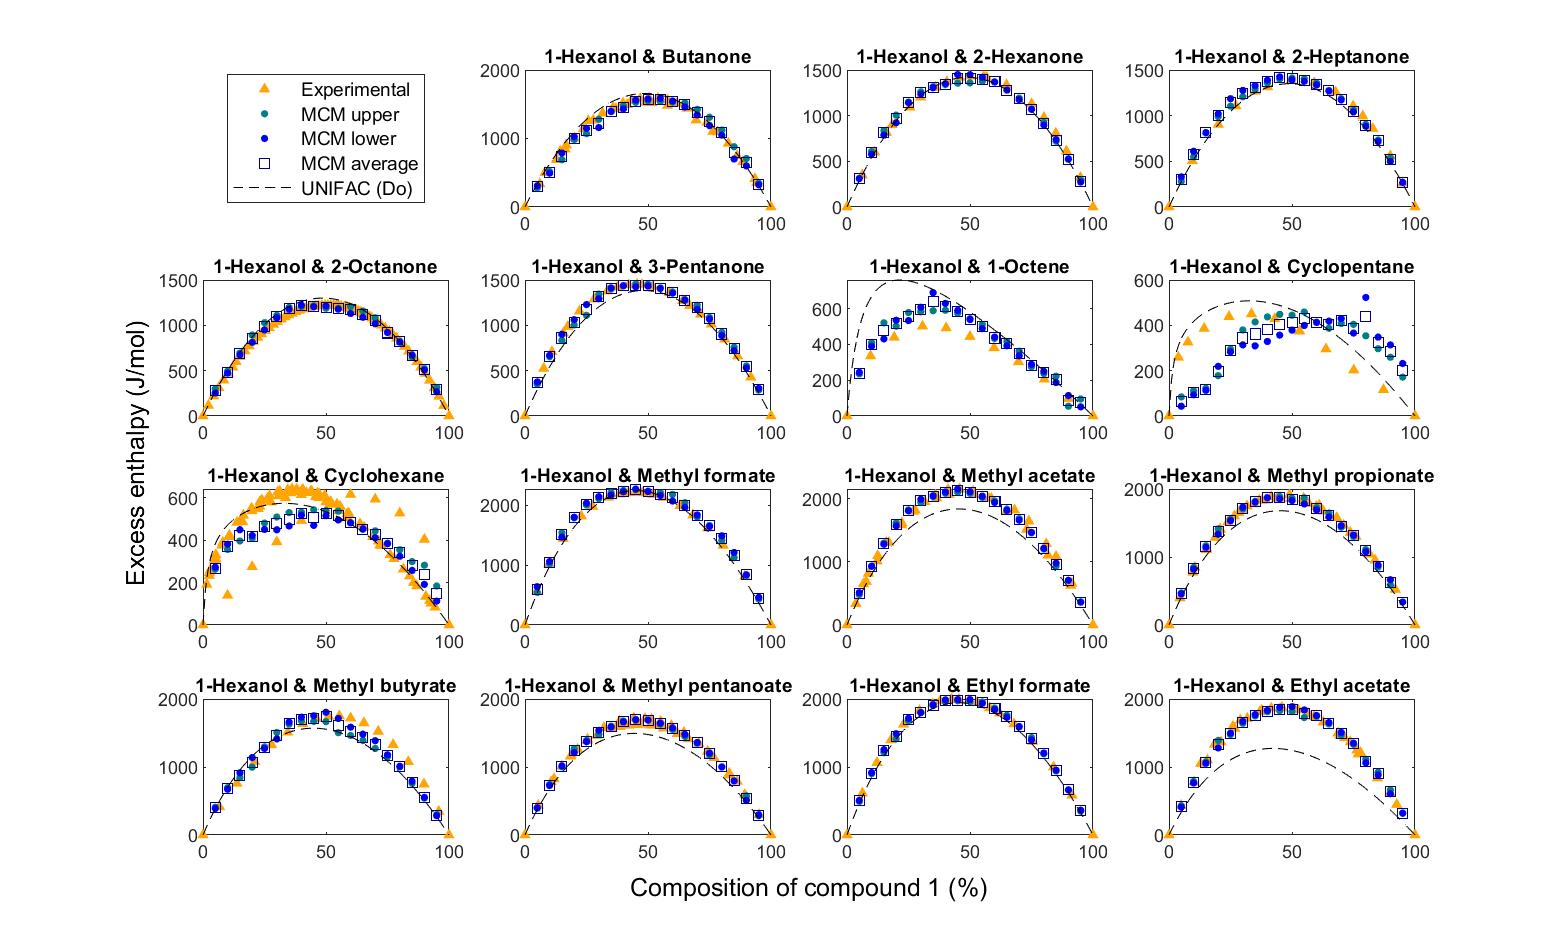 Experimental
MCM upper
MCM lower
MCM average
UNIFAC (Do)
1-Hexanol & Butanone
2000
1000
0
0 50 100
1-Hexanol & 2-Hexanone
1500
1000
500
0
0 50 100
1-Hexanol & 2-Heptanone
1500
1000
500
0
0 50 100
Excess enthalpy (J/mol)
1-Hexanol & 2-Octanone
1500
1000
500
0
0 50 100
1-Hexanol & 3-Pentanone
1500
1000
500
0
0 50 100
1-Hexanol & 1-Octene
600
400
200
0
0 50 100
1-Hexanol & Cyclopentane
600
400
200
0
0 50 100
1-Hexanol & Cyclohexane
600
400
200
0
0 50 100
1-Hexanol & Methyl formate
2000
1000
0
0 50 100
1-Hexanol & Methyl acetate
2000
1000
0
0 50 100
1-Hexanol & Methyl propionate
2000
1000
0
0 50 100
1-Hexanol & Methyl butyrate
2000
1000
0
0 50 100
1-Hexanol & Methyl pentanoate
2000
1000
0
0 50 100
1-Hexanol & Ethyl formate
2000
1000
0
0 50 100
1-Hexanol & Ethyl acetate
2000
1000
0
0 50 100
Composition of compound 1 (%)